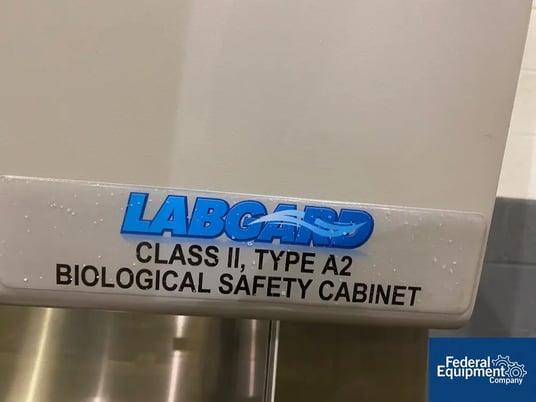 LABGARD
CLASS II, TYPE A2
BIOLOGICAL SAFETY CABINET
Federal
Equipment
Company